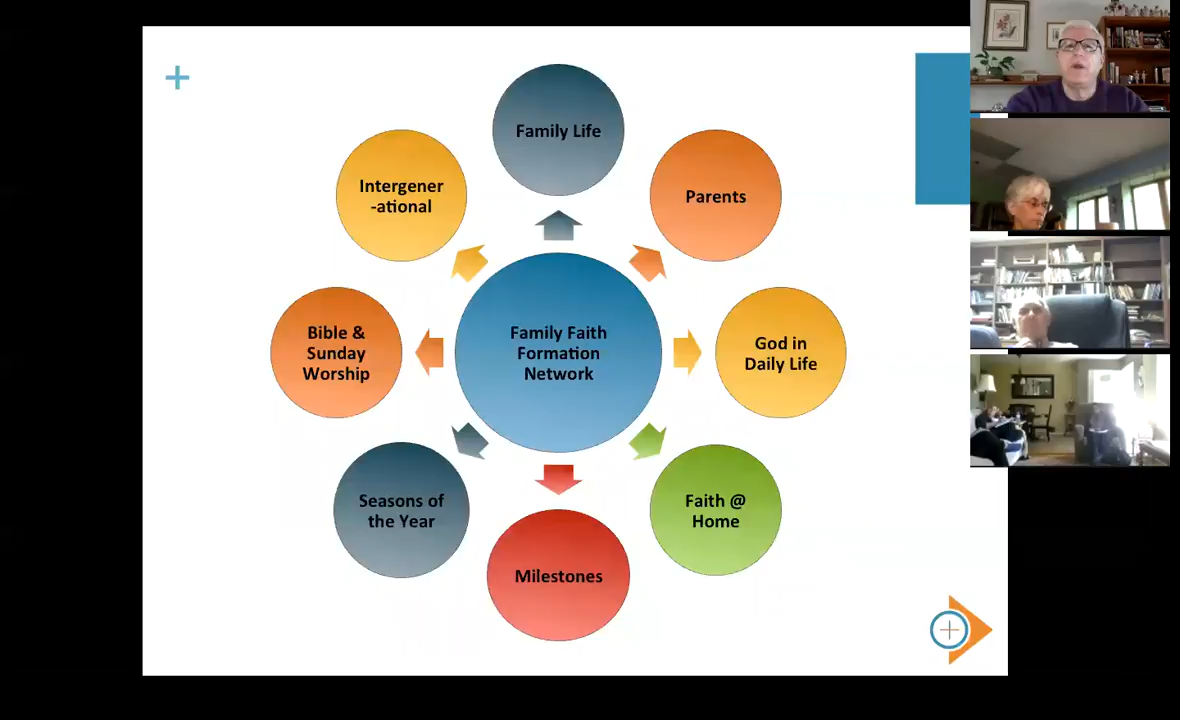 Family Life
Parents
God in
Daily Life
Faith @
Home
Milestones
Seasons of
the Year
Bible &
Sunday
Worship
Intergener
-ational
Family Faith
Formation
Network